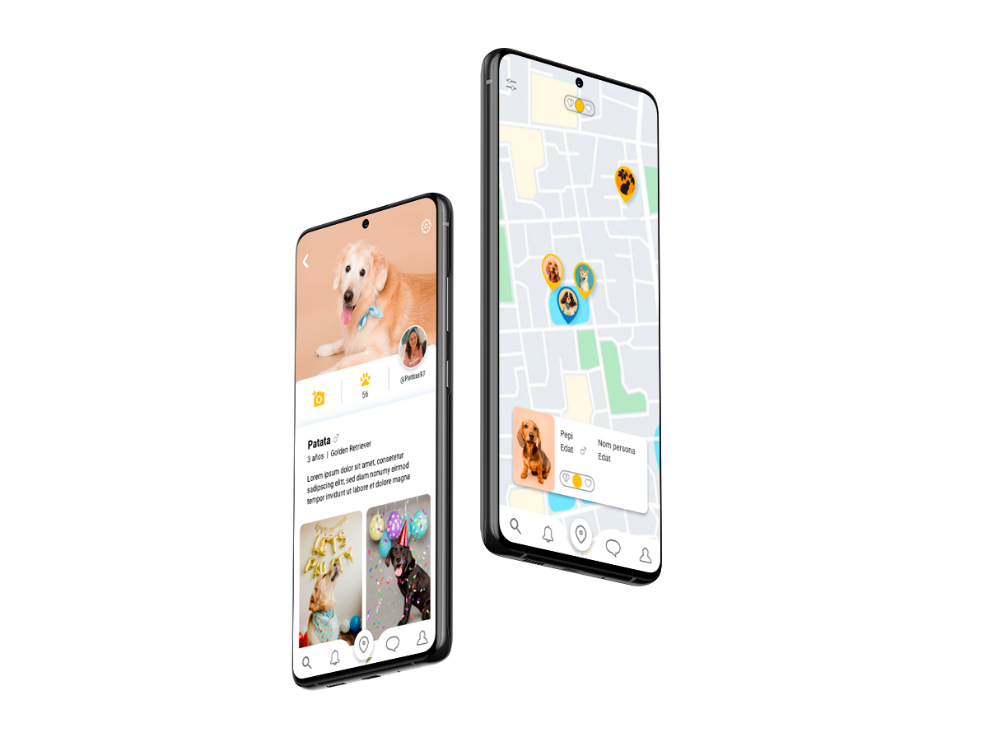 56
@Patitas97
Patata
3 años | Golden Retriever
Lorem ipsum dolor sit amet, consetetur
sadipscing elitr, sed diam nonumy eirmod
tempor invidunt ut labore et dolore magna
LET'S
PARTY
Pepi
Edat
Nom persona
Edat